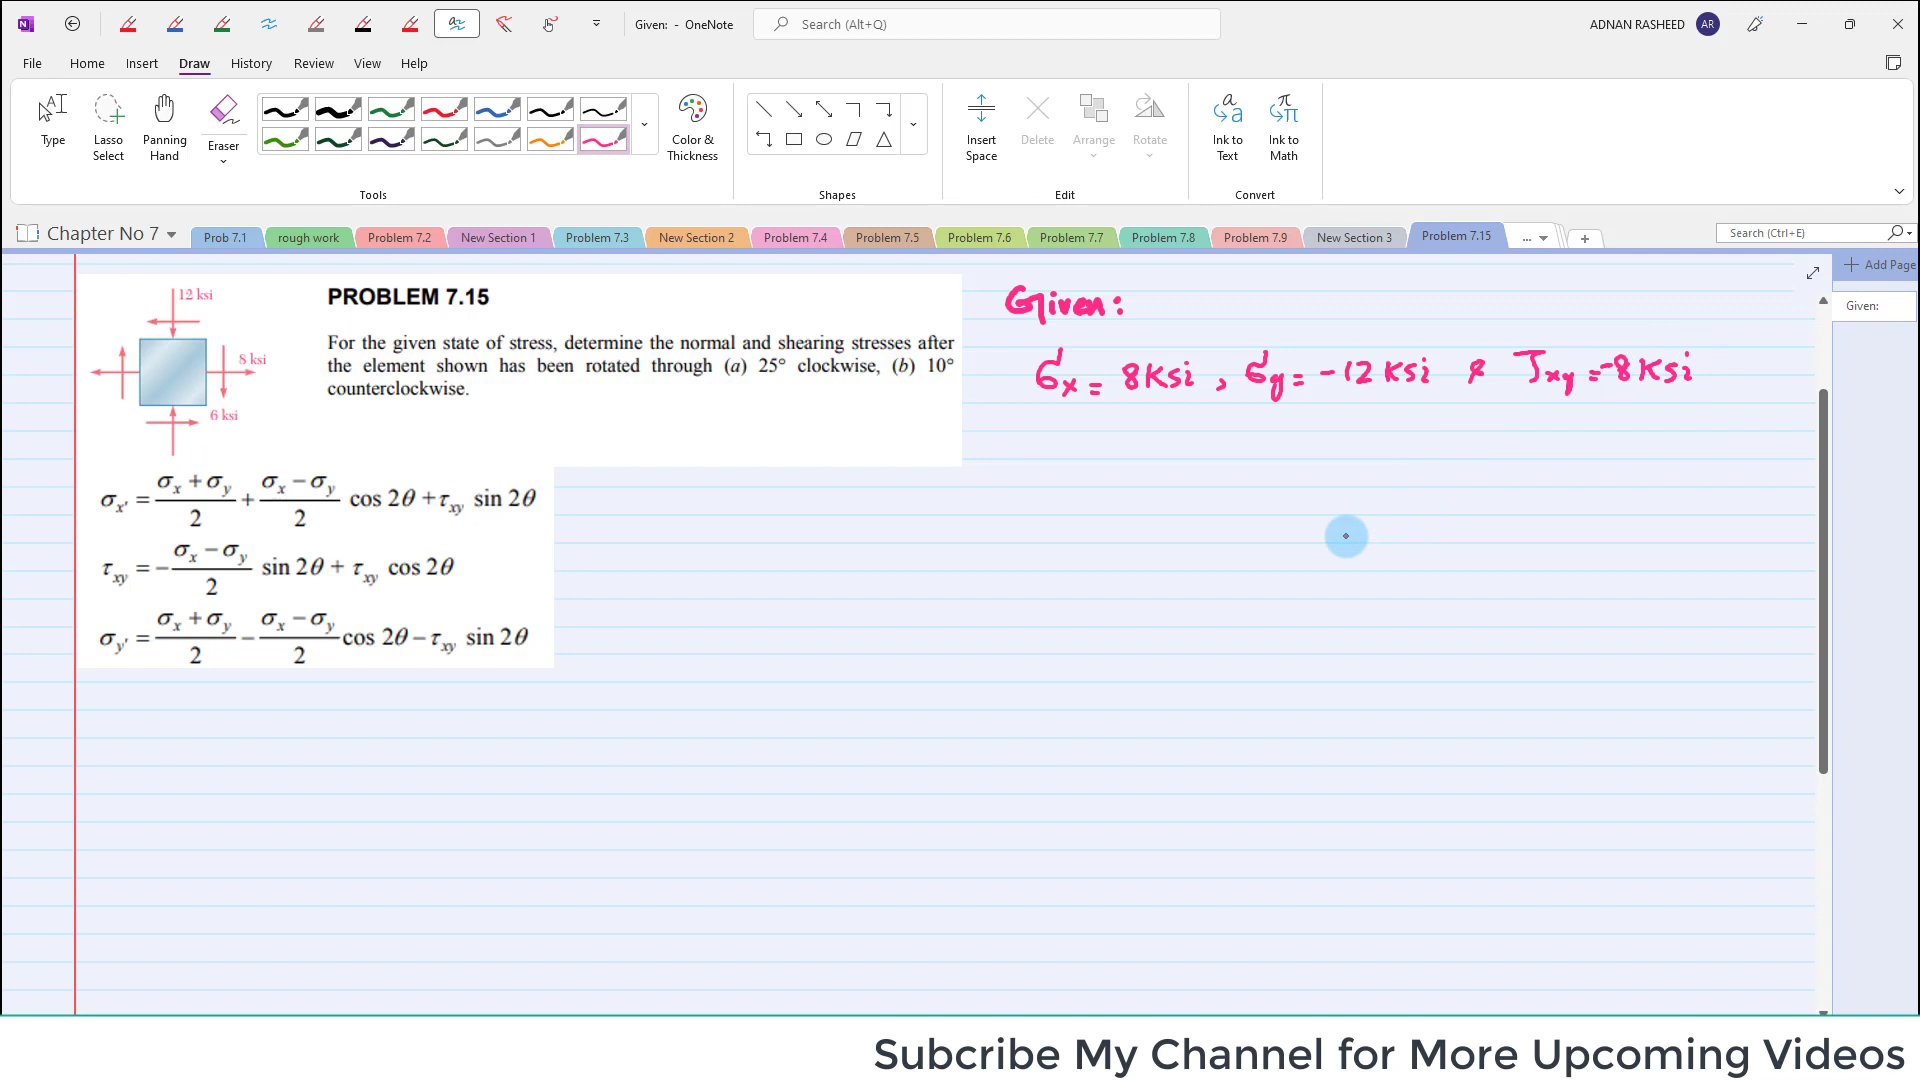 Given: - OneNote
Search (Alt+Q)
ADNAN RASHEED AR
File Home Insert Draw History Review View Help
Type
Lasso Select
Panning Hand
Eraser
Color & Thickness
Insert Space
Delete
Arrange
Rotate
Ink to Text
Ink to Math
Tools Shapes Edit Convert
Chapter No 7
Prob 7.1 rough work Problem 7.2 New Section 1 Problem 7.3 New Section 2 Problem 7.4 Problem 7.5 Problem 7.6 Problem 7.7 Problem 7.8 Problem 7.9 New Section 3 Problem 7.15 ...
Search (Ctrl+E)
Add Page
Given:
12 ksi
8 ksi
6 ksi
PROBLEM 7.15
For the given state of stress, determine the normal and shearing stresses after
the element shown has been rotated through (a) 25° clockwise, (b) 10°
counterclockwise.
Given:
σx = 8 Ksi , σy = -12 Ksi & τxy = -8 Ksi
σx' = (σx + σy)/2 + (σx − σy)/2 cos 2θ + τxy sin 2θ
τxy = −(σx − σy)/2 sin 2θ + τxy cos 2θ
σy' = (σx + σy)/2 − (σx − σy)/2 cos 2θ − τxy sin 2θ
Subcribe My Channel for More Upcoming Videos